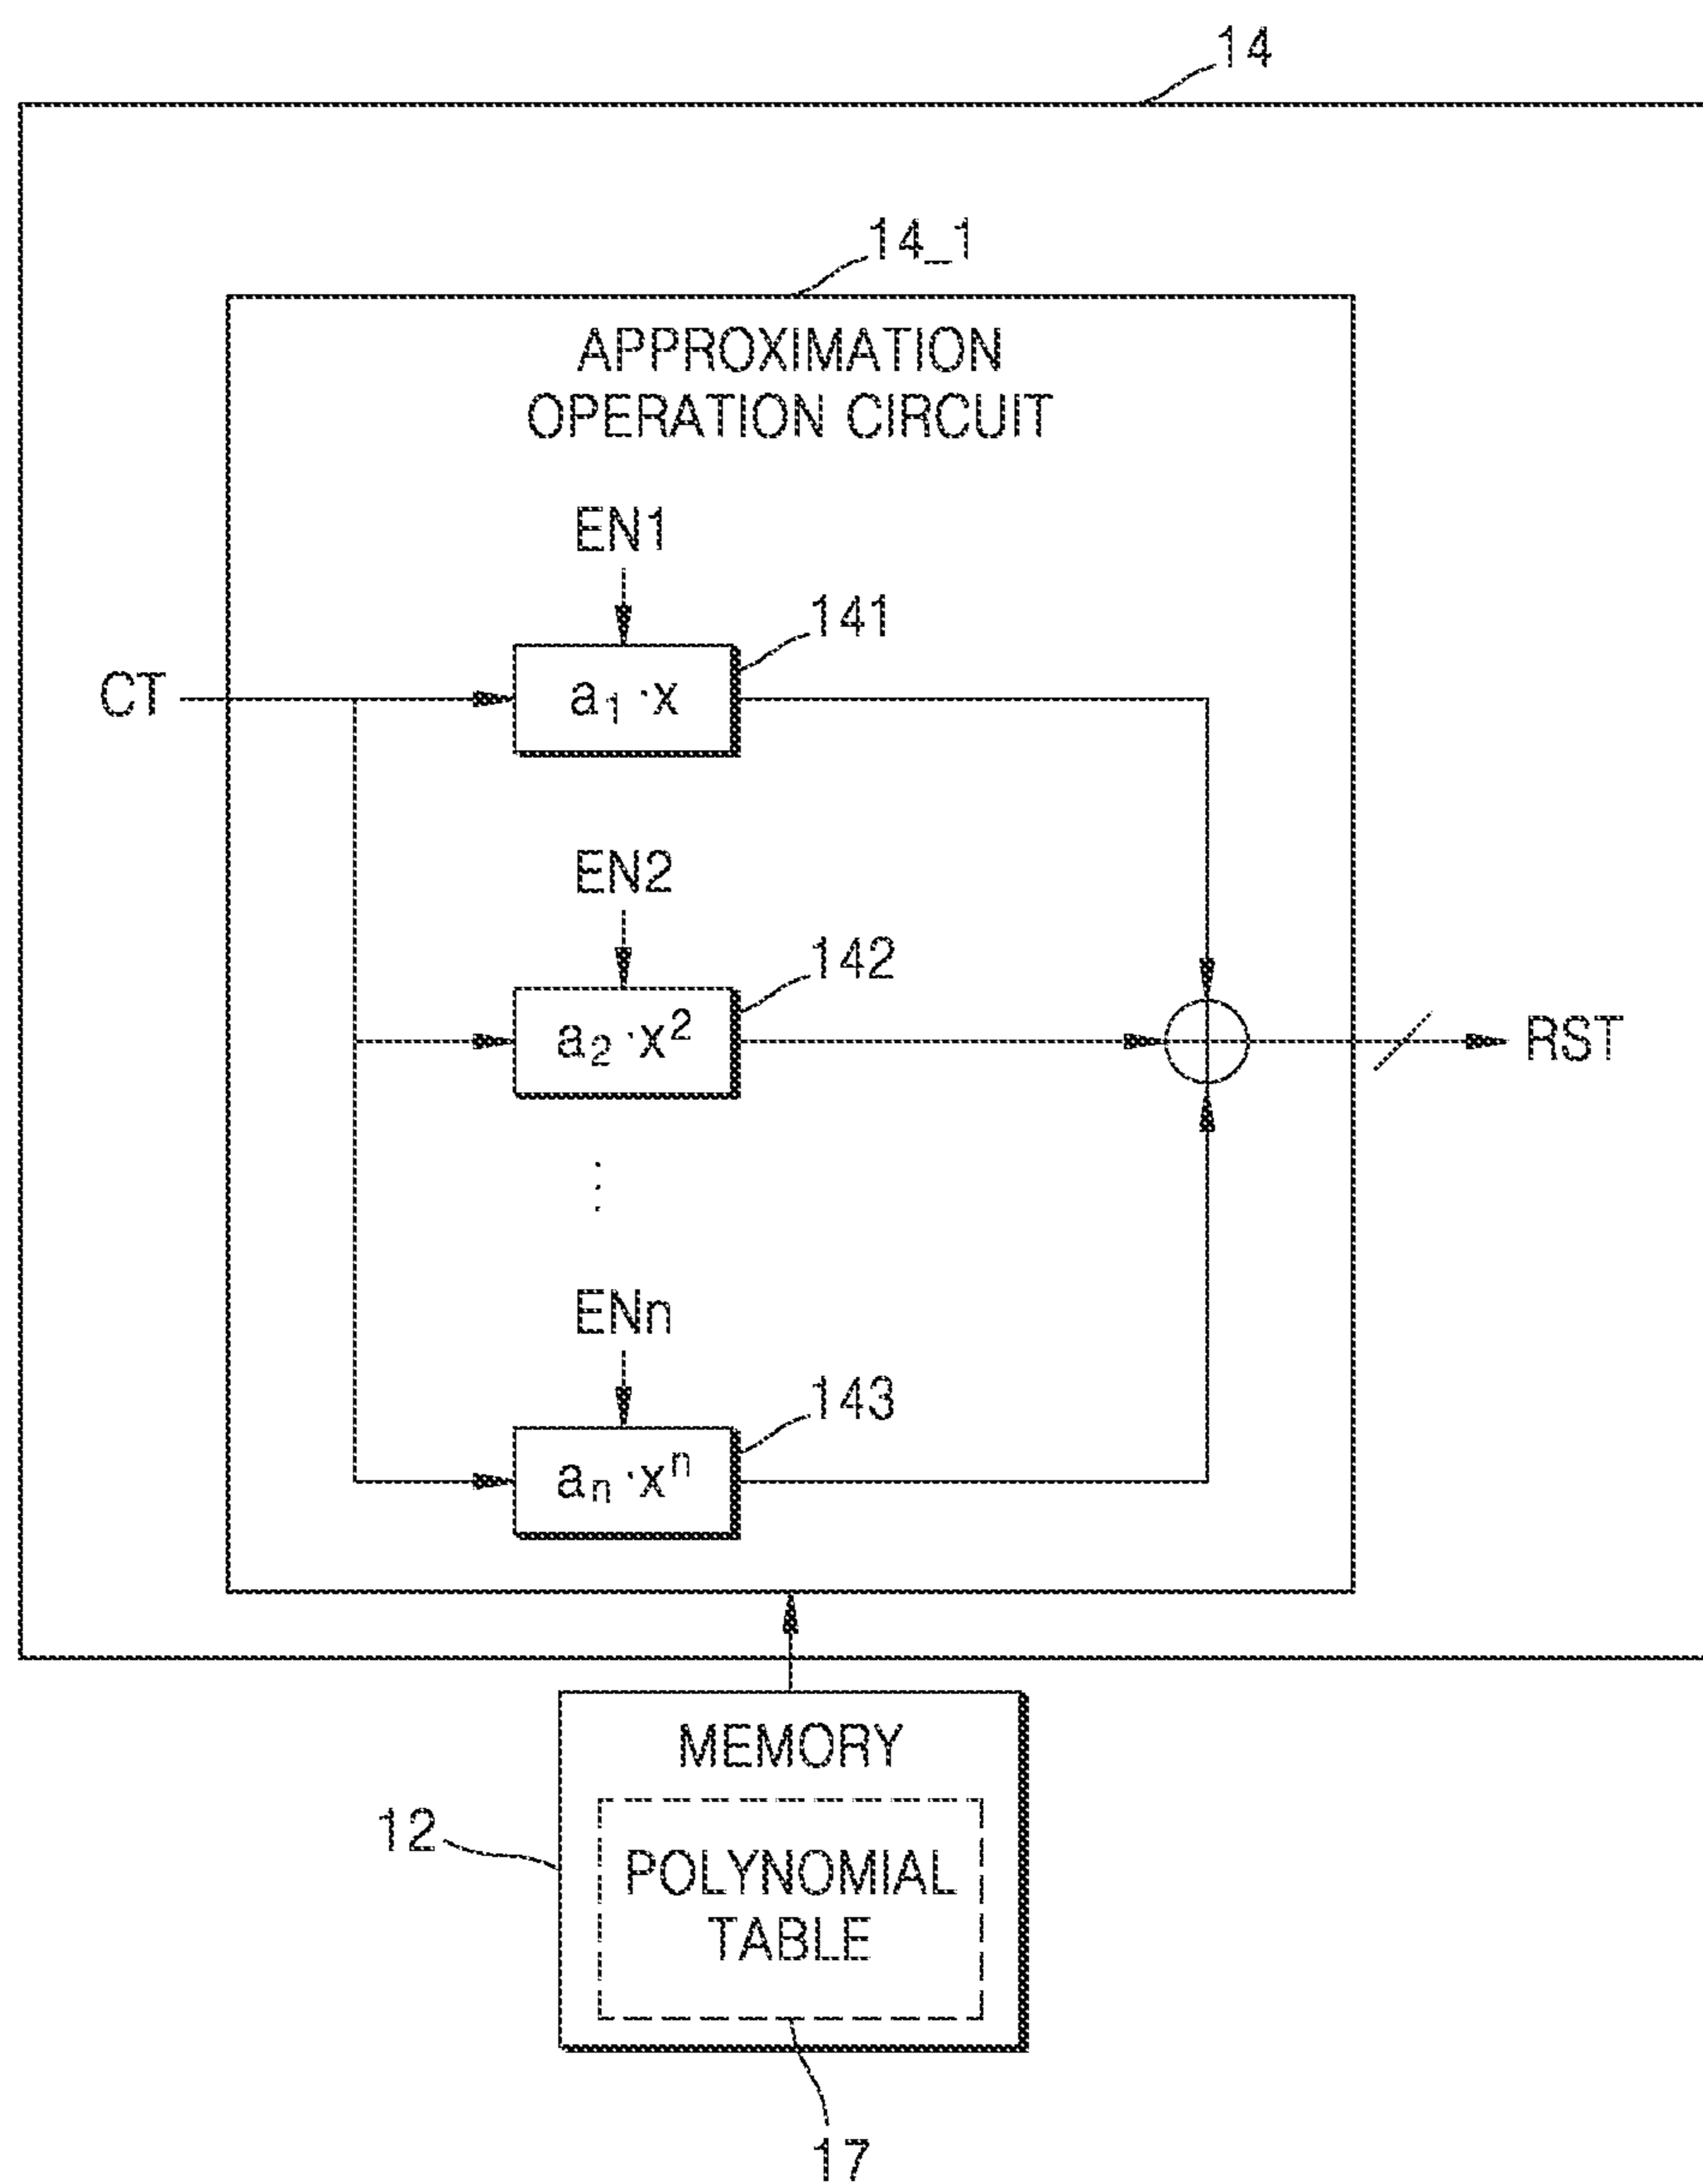 14
14_1
APPROXIMATION
OPERATION CIRCUIT
EN1
141
CT
a₁·x
EN2
142
a₂·x²
RST
ENn
143
aₙ·xⁿ
MEMORY
12
POLYNOMIAL
TABLE
17